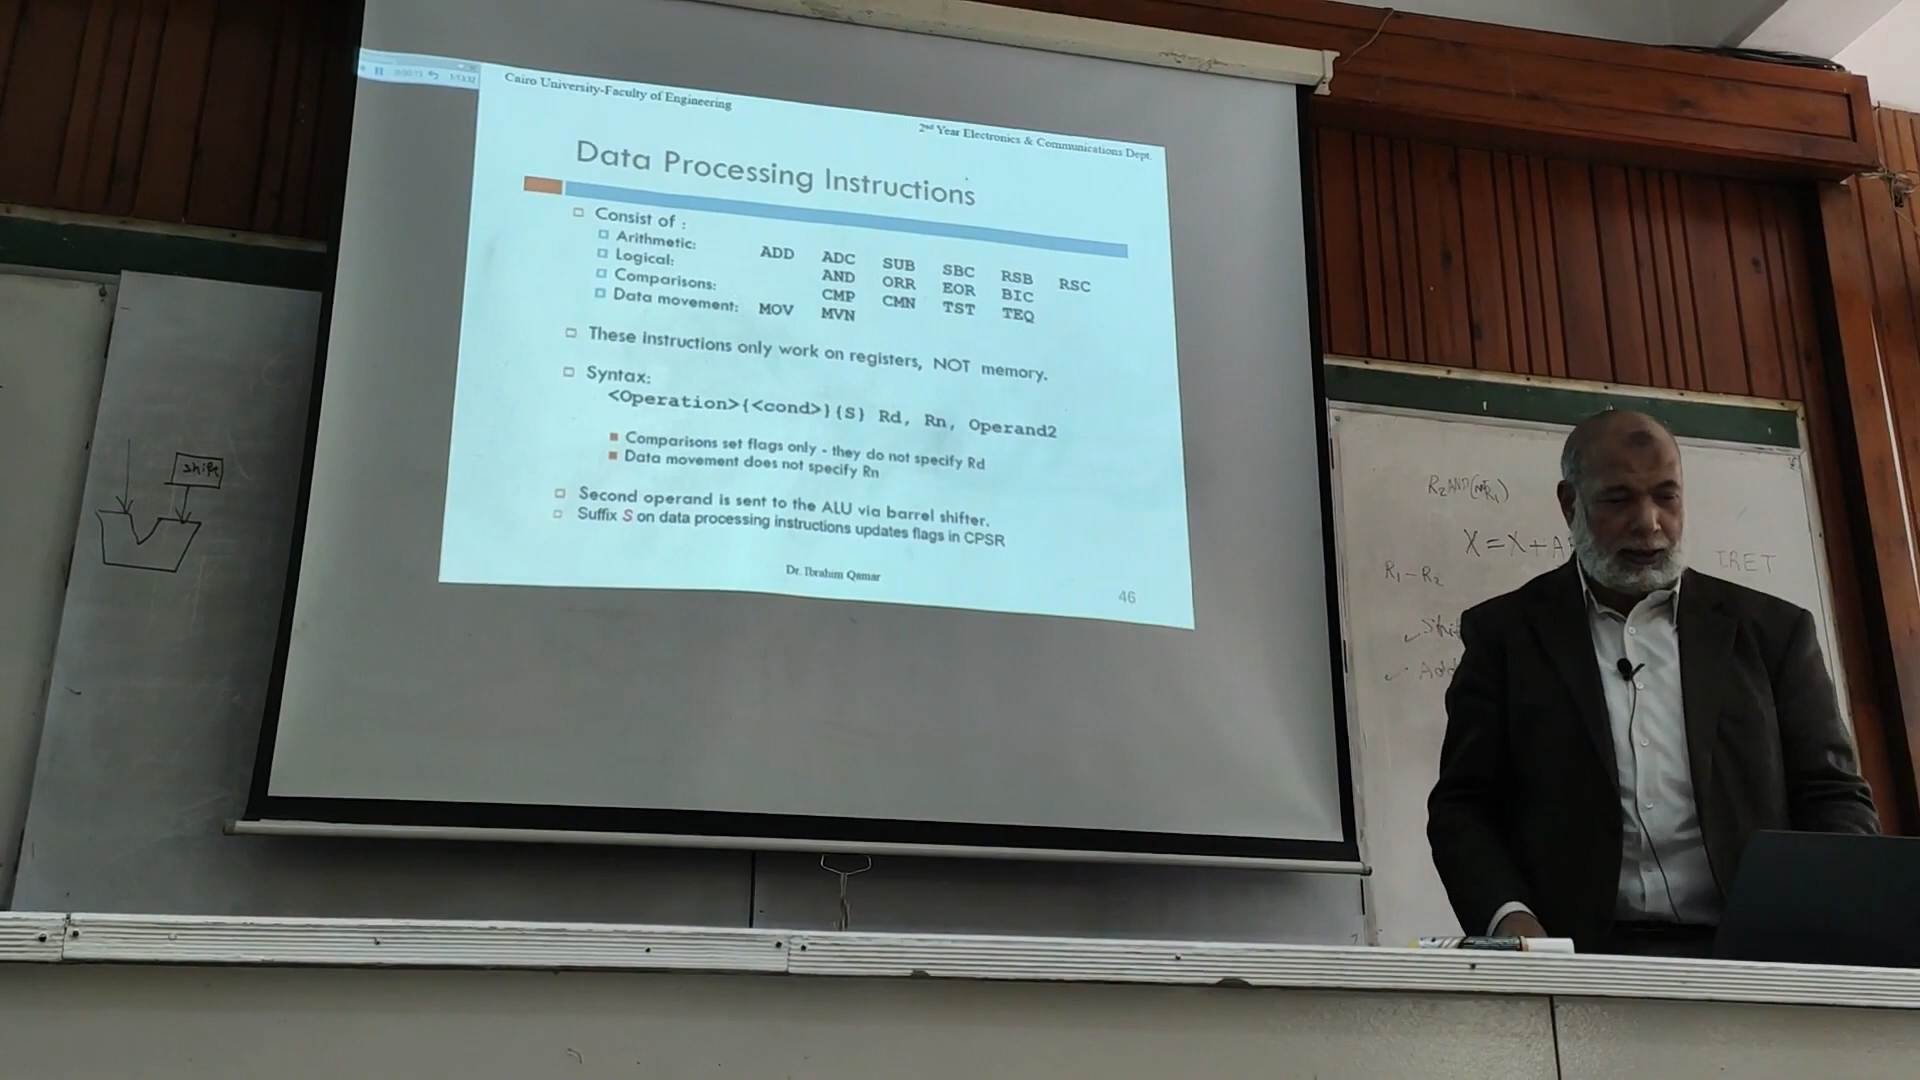 Cairo University-Faculty of Engineering
2nd Year Electronics & Communications Dept.
Data Processing Instructions
Consist of :
Arithmetic: ADD ADC SUB SBC RSB RSC
Logical: AND ORR EOR BIC
Comparisons: CMP CMN TST TEQ
Data movement: MOV MVN
These instructions only work on registers, NOT memory.
Syntax:
<Operation>{<cond>}{S} Rd, Rn, Operand2
Comparisons set flags only - they do not specify Rd
Data movement does not specify Rn
Second operand is sent to the ALU via barrel shifter.
Suffix S on data processing instructions updates flags in CPSR
Dr. Ibrahim Qamar
46
shift
R2 AND
X=X+A
R1-R2
IRET